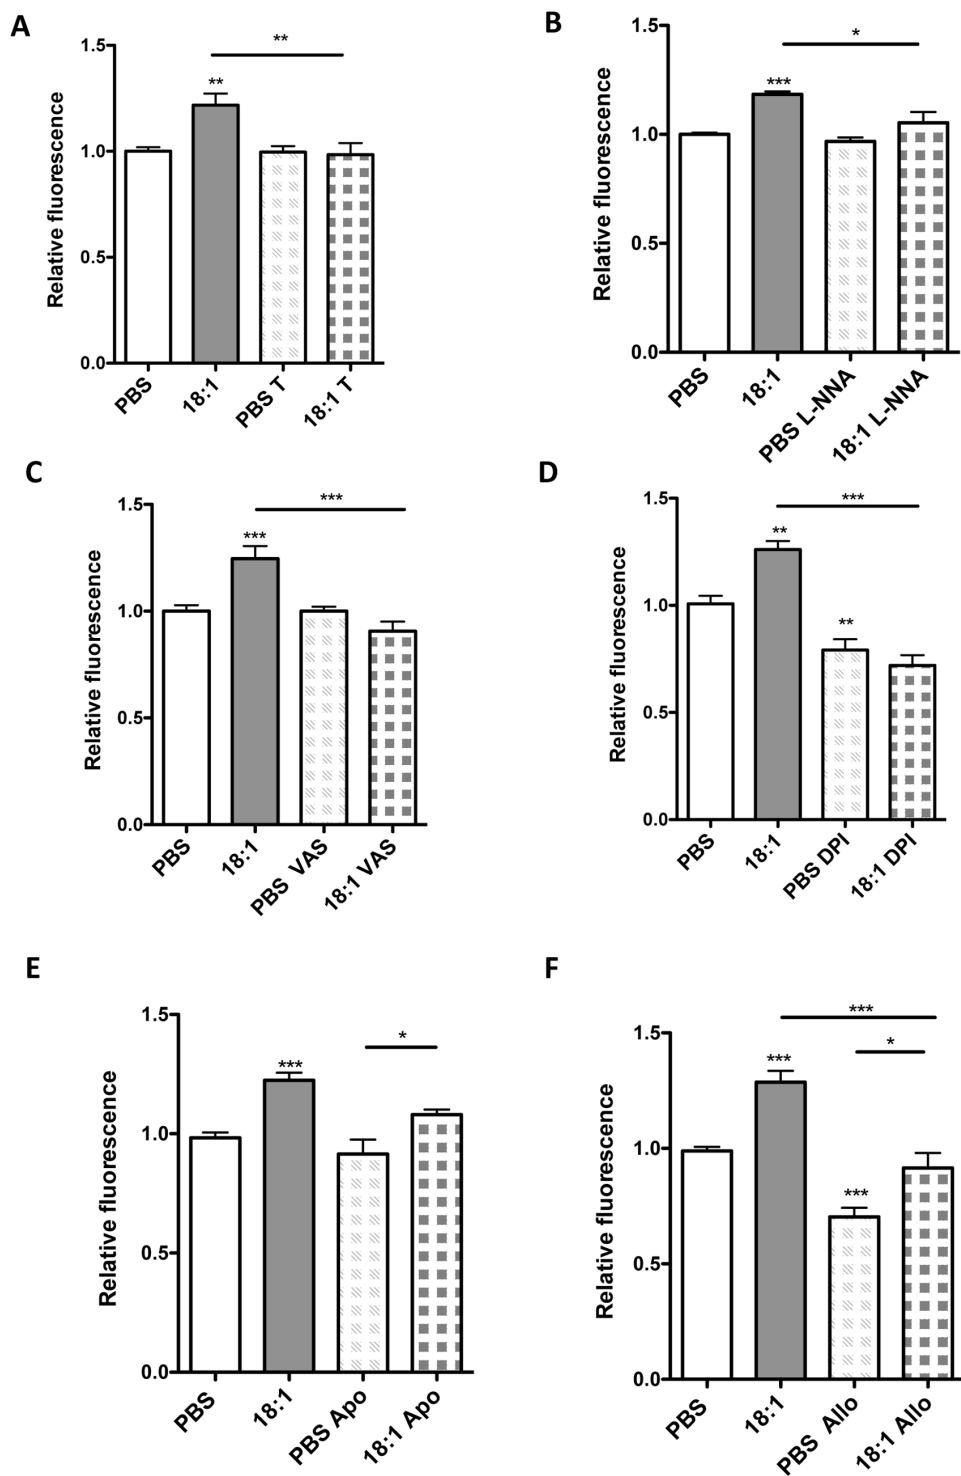 A
Relative fluorescence
1.5
1.0
0.5
0.0
**
**
PBS
18:1
PBS T
18:1 T
B
Relative fluorescence
1.5
1.0
0.5
0.0
*
***
PBS
18:1
PBS L-NNA
18:1 L-NNA
C
Relative fluorescence
1.5
1.0
0.5
0.0
***
***
PBS
18:1
PBS VAS
18:1 VAS
D
Relative fluorescence
1.5
1.0
0.5
0.0
***
**
**
PBS
18:1
PBS DPI
18:1 DPI
E
Relative fluorescence
1.5
1.0
0.5
0.0
*
***
PBS
18:1
PBS Apo
18:1 Apo
F
Relative fluorescence
1.5
1.0
0.5
0.0
***
*
***
***
PBS
18:1
PBS Allo
18:1 Allo